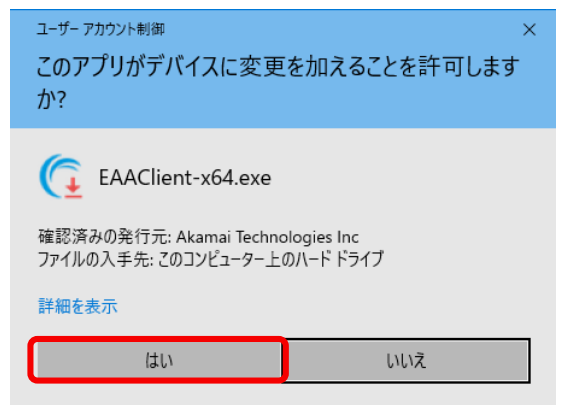 ユーザー アカウント制御
このアプリがデバイスに変更を加えることを許可します
か?
EAAClient-x64.exe
確認済みの発行元: Akamai Technologies Inc
ファイルの入手先: このコンピューター上のハード ドライブ
詳細を表示
はい
いいえ